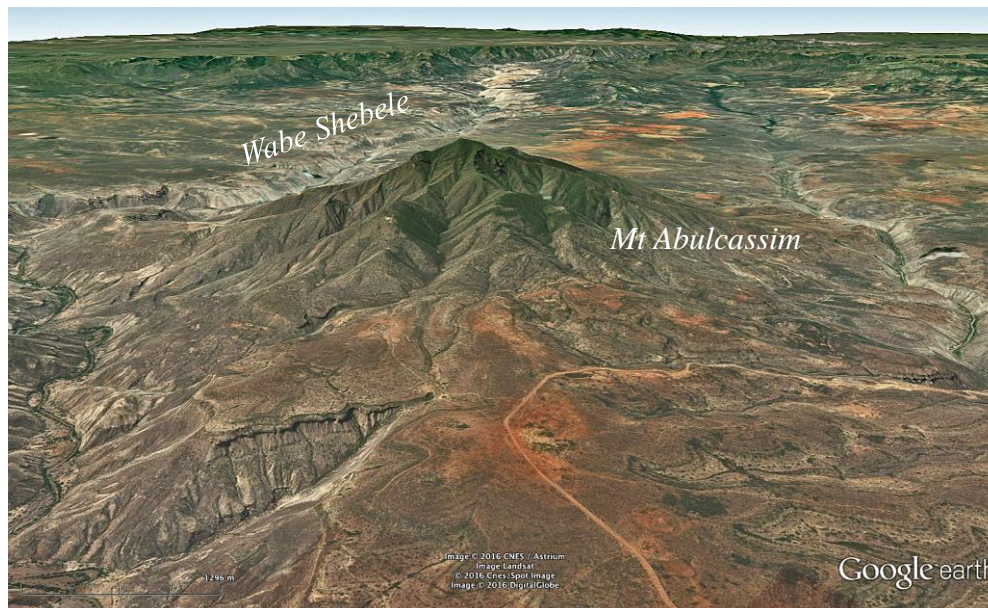 Wabe Shebele
Mt Abulcassim
1296 m
Image © 2016 CNES / Astrium
Image Landsat
© 2016 Cnes/Spot Image
Image © 2016 DigitalGlobe
Google earth